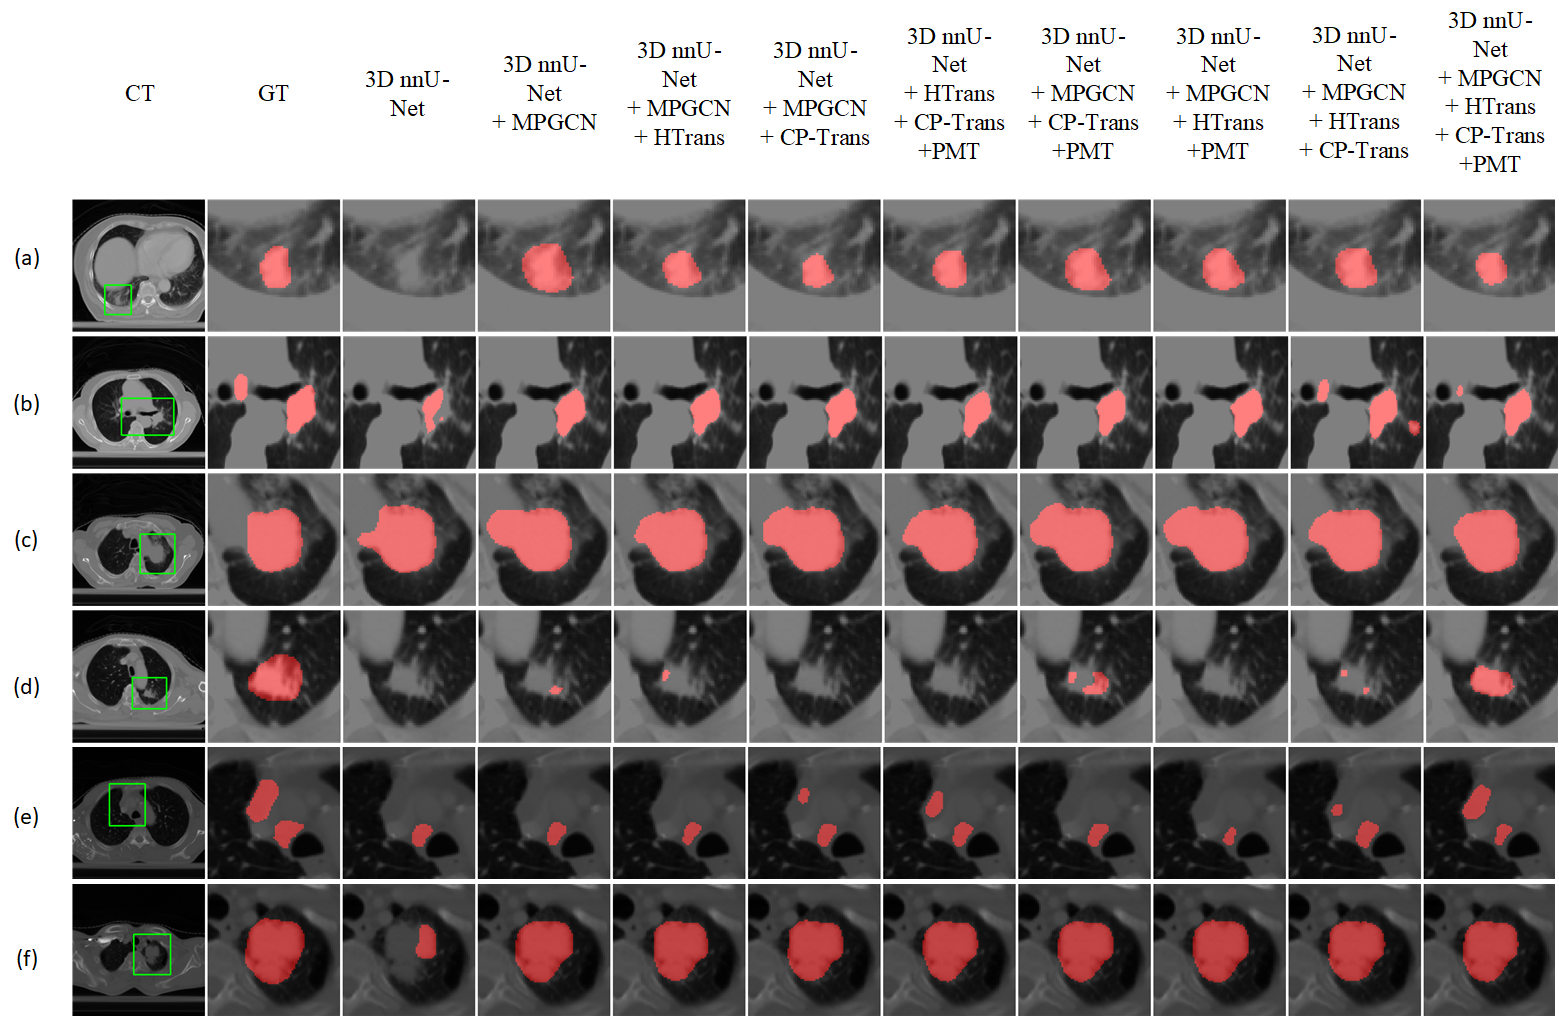 CT
GT
3D nnU-
Net
3D nnU-
Net
+ MPGCN
3D nnU-
Net
+ MPGCN
+ HTrans
3D nnU-
Net
+ MPGCN
+ CP-Trans
3D nnU-
Net
+ HTrans
+ CP-Trans
+PMT
3D nnU-
Net
+ MPGCN
+ CP-Trans
+PMT
3D nnU-
Net
+ MPGCN
+ HTrans
+PMT
3D nnU-
Net
+ MPGCN
+ HTrans
+ CP-Trans
3D nnU-
Net
+ MPGCN
+ HTrans
+ CP-Trans
+PMT
(a)
(b)
(c)
(d)
(e)
(f)